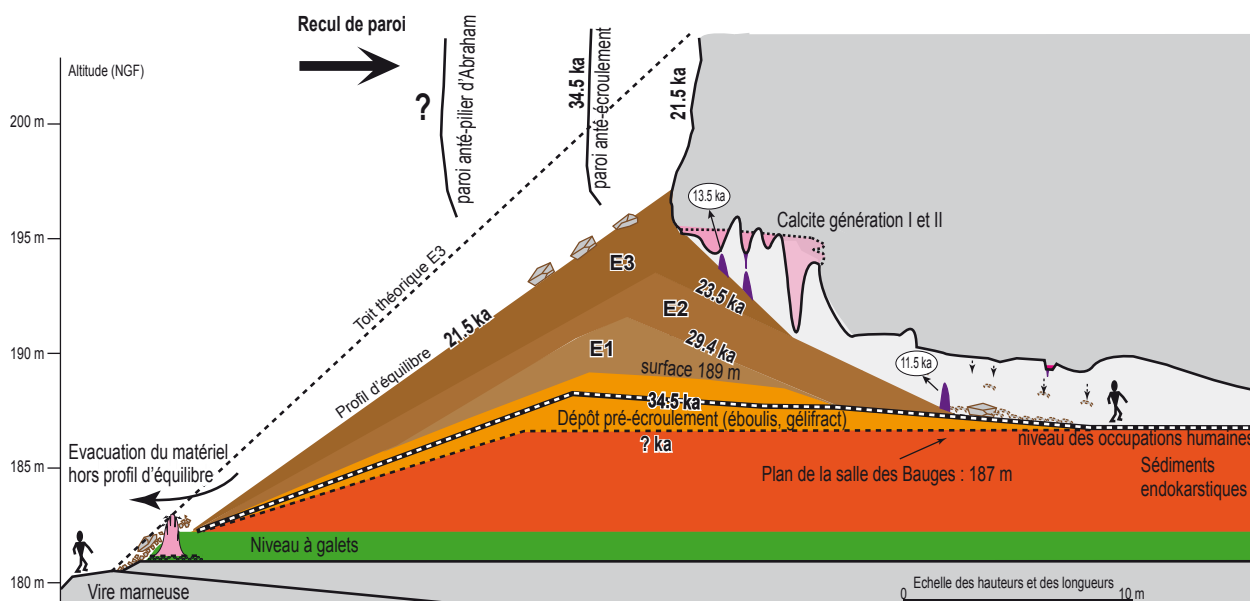 Recul de paroi
Altitude (NGF)
?
paroi anté-pilier d'Abraham
34.5 ka
paroi anté-écroulement
21.5 ka
200 m
13.5 ka
Calcite génération I et II
195 m
Toit théorique E3
E3
23.5 ka
21.5 ka
E2
Profil d'équilibre
29.4 ka
190 m
E1
surface 189 m
11.5 ka
34.5 ka
Dépôt pré-écroulement (éboulis, gélifract)
? ka
niveau des occupations humaines
Evacuation du matériel
hors profil d'équilibre
185 m
Plan de la salle des Bauges : 187 m
Sédiments
endokarstiques
Niveau à galets
180 m
Vire marneuse
Echelle des hauteurs et des longueurs
0
10 m